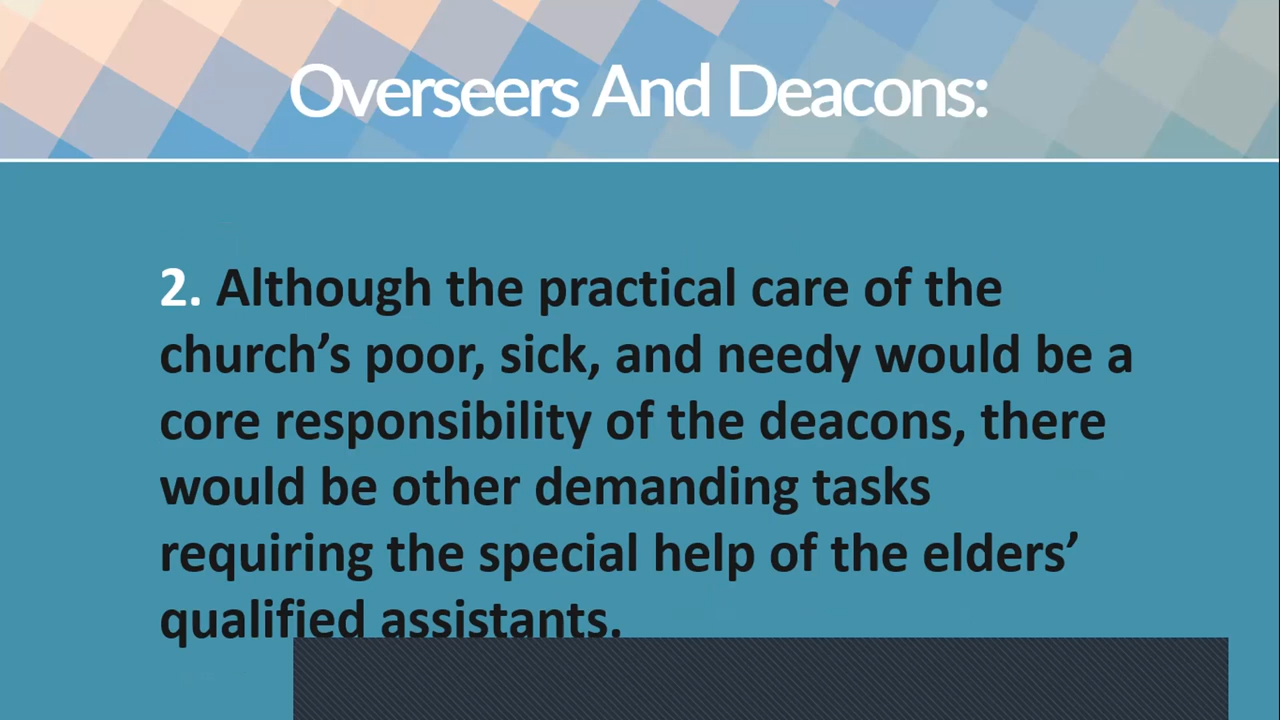 Overseers And Deacons:
2. Although the practical care of the
church’s poor, sick, and needy would be a
core responsibility of the deacons, there
would be other demanding tasks
requiring the special help of the elders’
qualified assistants.